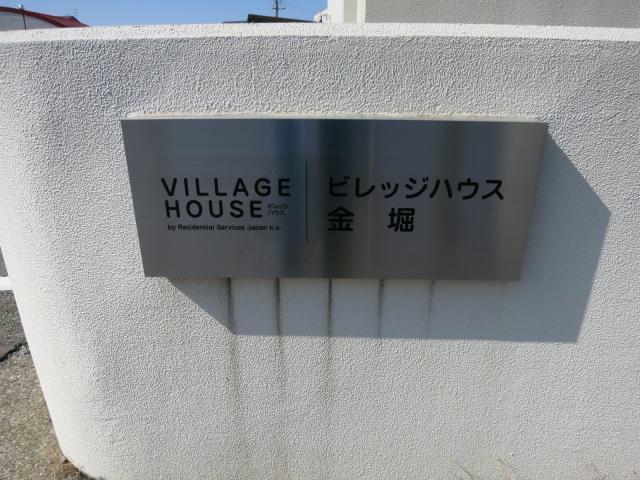 VILLAGE
HOUSE ビレッジ
ハウス
by Residential Services Japan k.k.
ビレッジハウス
金 堀